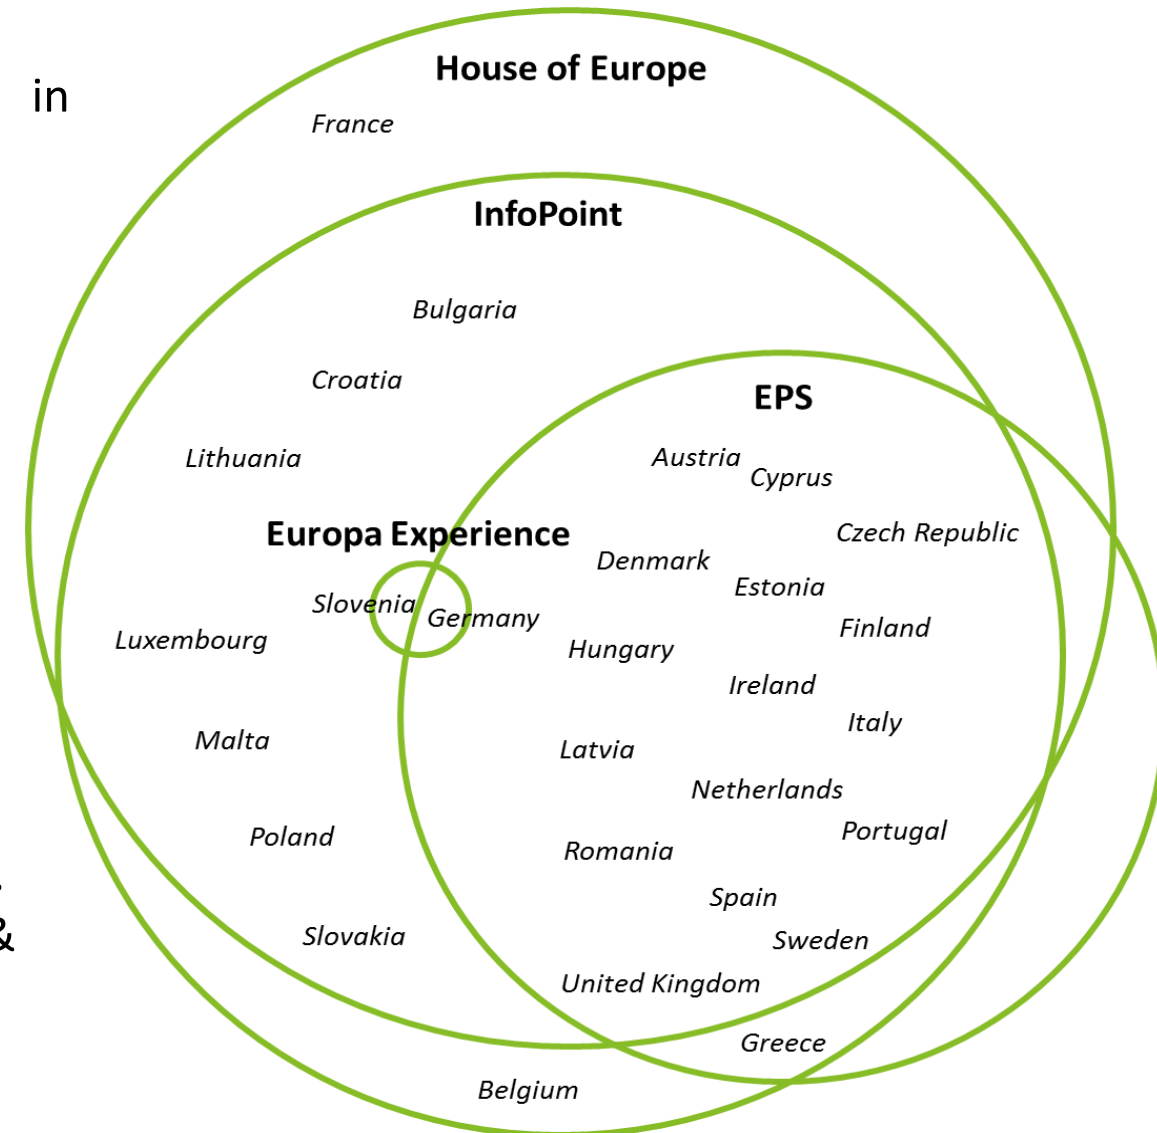 House of Europe
in
France
InfoPoint
Bulgaria
Croatia
EPS
Austria
Lithuania
Cyprus
Europa Experience
Czech Republic
Denmark
Estonia
Slovenia
Germany
Finland
Luxembourg
Hungary
Ireland
Italy
Malta
Latvia
Netherlands
Portugal
Poland
Romania
.
Spain
&
Slovakia
Sweden
United Kingdom
Greece
Belgium